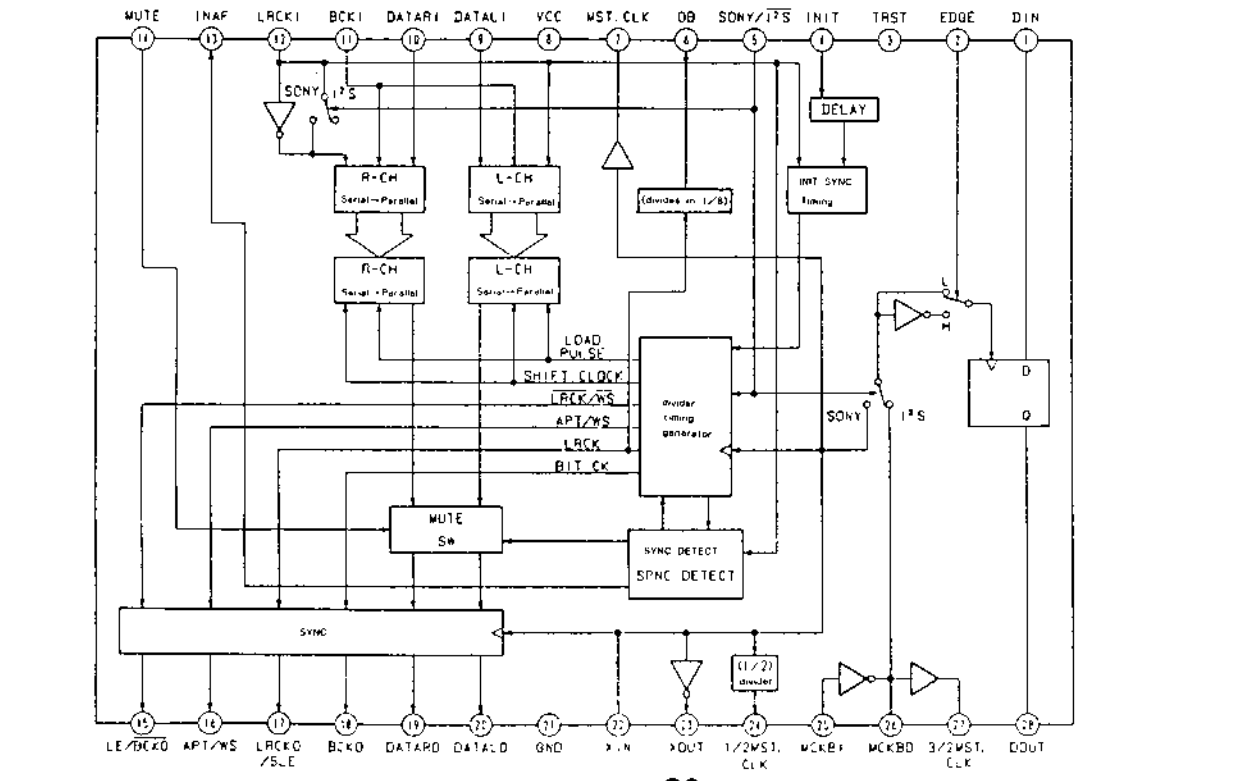 MUTE INAF LRCKI BCKI DATARI DATALI VCC MST.CLK OB SONY/I²S INIT TRST EDGE DIN
14 13 12 11 10 9 8 7 6 5 4 3 2 1
SONY I²S
DELAY
R-CH L-CH INIT SYNC
Serial→Parallel Serial→Parallel (divides in 1/8) Timing
R-CH L-CH
Serial→Parallel Serial→Parallel
L
H
LOAD
PULSE
SHIFT CLOCK
LRCK/WS
APT/WS
LRCK
BIT CK
divider
timing
generator
SONY I²S
D
Q
MUTE
SW
SYNC DETECT
SPNC DETECT
SYNC
(1/2)
divider
15 16 17 18 19 20 21 22 23 24 25 26 27 28
LE/BCKO APT/WS LRCKO BCKO DATARO DATALO GND XIN XOUT 1/2MST. MCKBO 3/2MST. DOUT
/SLE CLK CLK